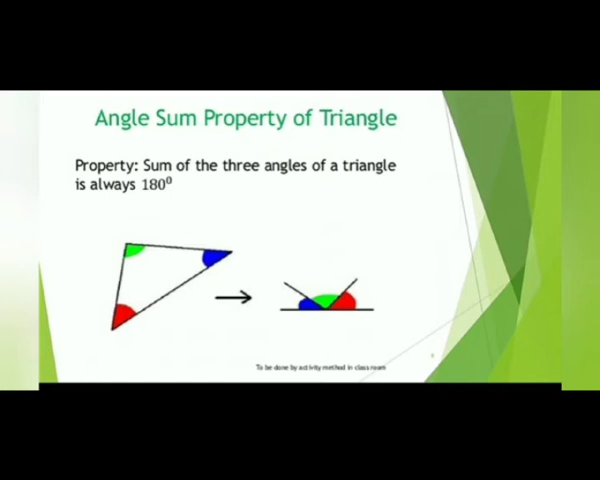 Angle Sum Property of Triangle
Property: Sum of the three angles of a triangle
is always 180⁰
To be done by activity method in class room